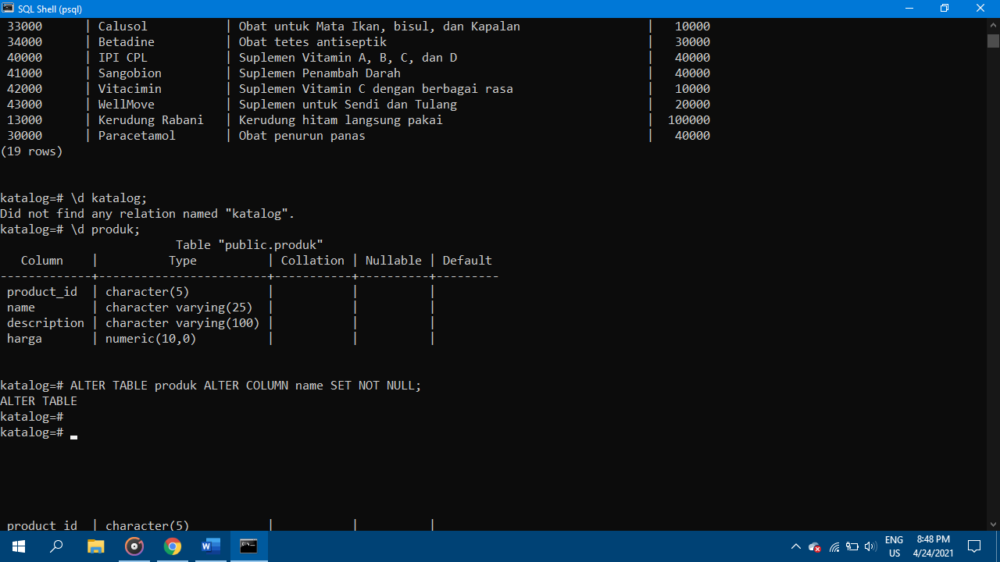 SQL Shell (psql)
33000      | Calusol           | Obat untuk Mata Ikan, bisul, dan Kapalan                  |   10000
34000      | Betadine          | Obat tetes antiseptik                                     |   30000
40000      | IPI CPL           | Suplemen Vitamin A, B, C, dan D                           |   40000
41000      | Sangobion         | Suplemen Penambah Darah                                   |   40000
42000      | Vitacimin         | Suplemen Vitamin C dengan berbagai rasa                   |   10000
43000      | WellMove          | Suplemen untuk Sendi dan Tulang                           |   20000
13000      | Kerudung Rabani   | Kerudung hitam langsung pakai                             |  100000
30000      | Paracetamol       | Obat penurun panas                                        |   40000
(19 rows)
katalog=# \d katalog;
Did not find any relation named "katalog".
katalog=# \d produk;
Table "public.produk"
Column    |          Type          | Collation | Nullable | Default
-------------+------------------------+-----------+----------+---------
product_id  | character(5)           |           |          |
name        | character varying(25)  |           |          |
description | character varying(100) |           |          |
harga       | numeric(10,0)          |           |          |
katalog=# ALTER TABLE produk ALTER COLUMN name SET NOT NULL;
ALTER TABLE
katalog=#
katalog=#
product_id  | character(5)           |           |          |
ENG
US
8:48 PM
4/24/2021